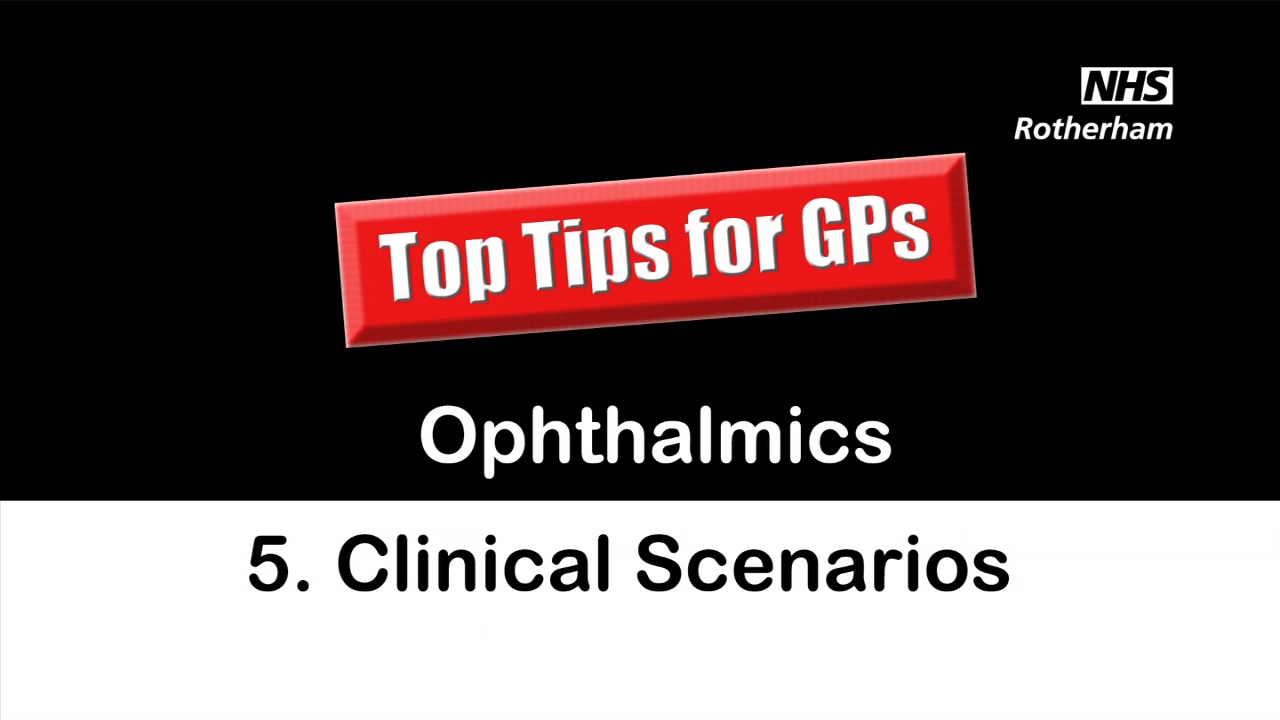 NHS
Rotherham
Top Tips for GPs
Ophthalmics
5. Clinical Scenarios